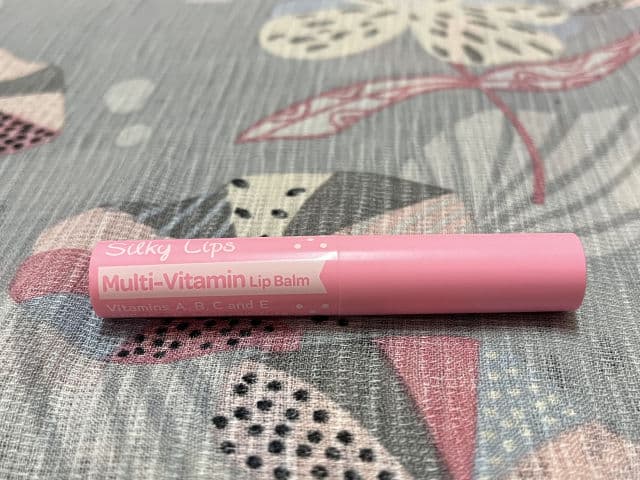 Silky Lips
Multi-Vitamin Lip Balm
Vitamins A, B, C and E